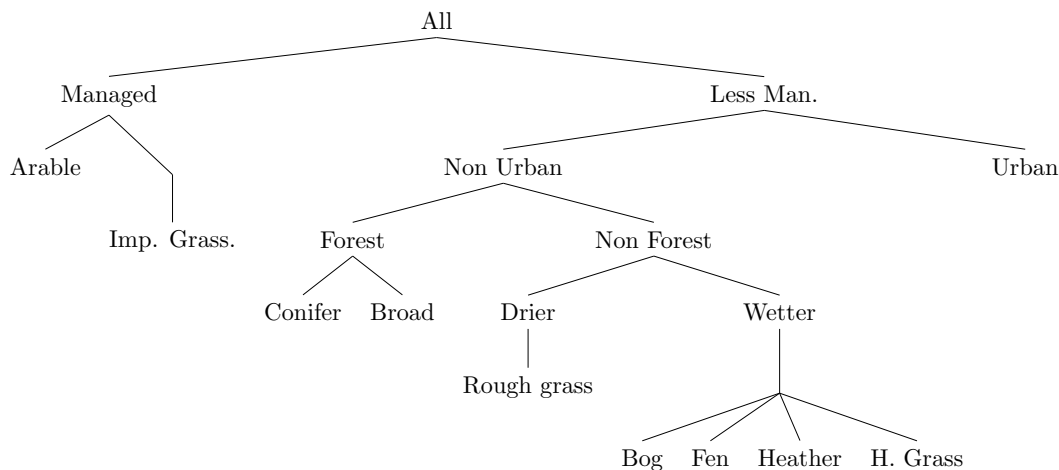 All
Managed
Less Man.
Arable
Non Urban
Urban
Imp. Grass.
Forest
Non Forest
Conifer
Broad
Drier
Wetter
Rough grass
Bog
Fen
Heather
H. Grass